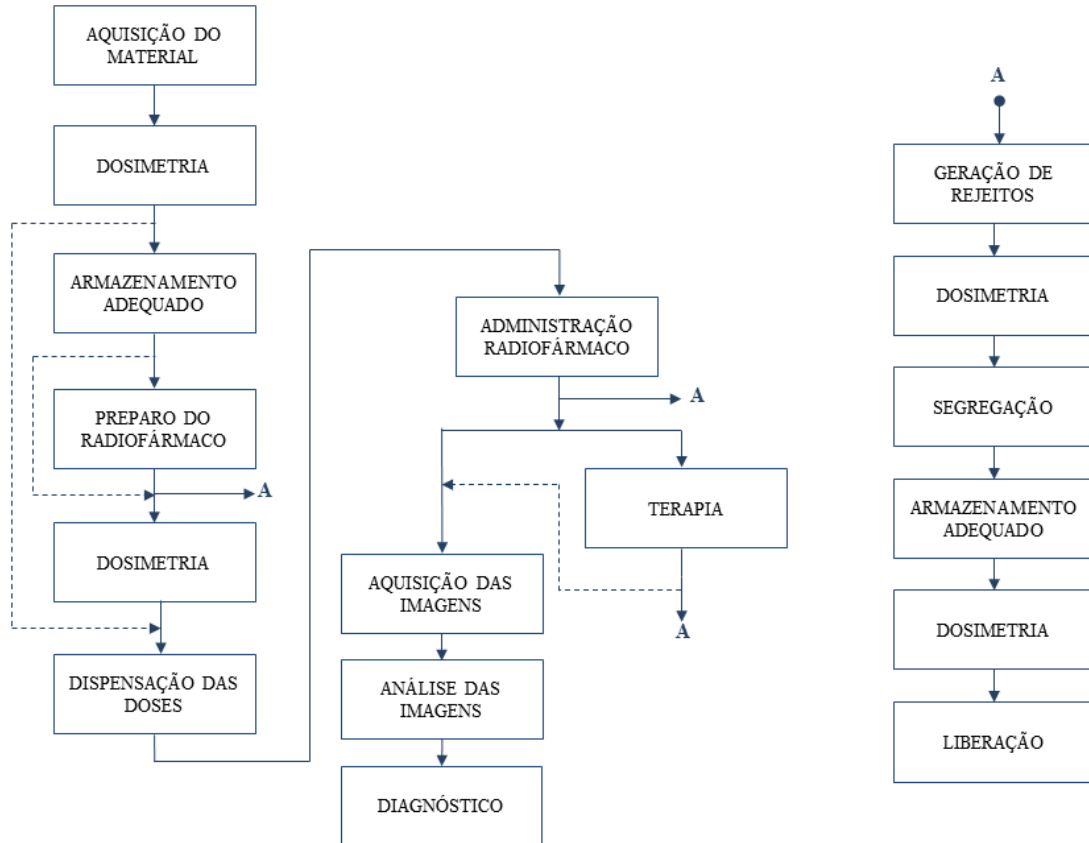 AQUISIÇÃO DO
MATERIAL
DOSIMETRIA
ARMAZENAMENTO
ADEQUADO
PREPARO DO
RADIOFÁRMACO
A
DOSIMETRIA
DISPENSAÇÃO DAS
DOSES
ADMINISTRAÇÃO
RADIOFÁRMACO
A
TERAPIA
A
AQUISIÇÃO DAS
IMAGENS
ANÁLISE DAS
IMAGENS
DIAGNÓSTICO
A
GERAÇÃO DE
REJEITOS
DOSIMETRIA
SEGREGAÇÃO
ARMAZENAMENTO
ADEQUADO
DOSIMETRIA
LIBERAÇÃO